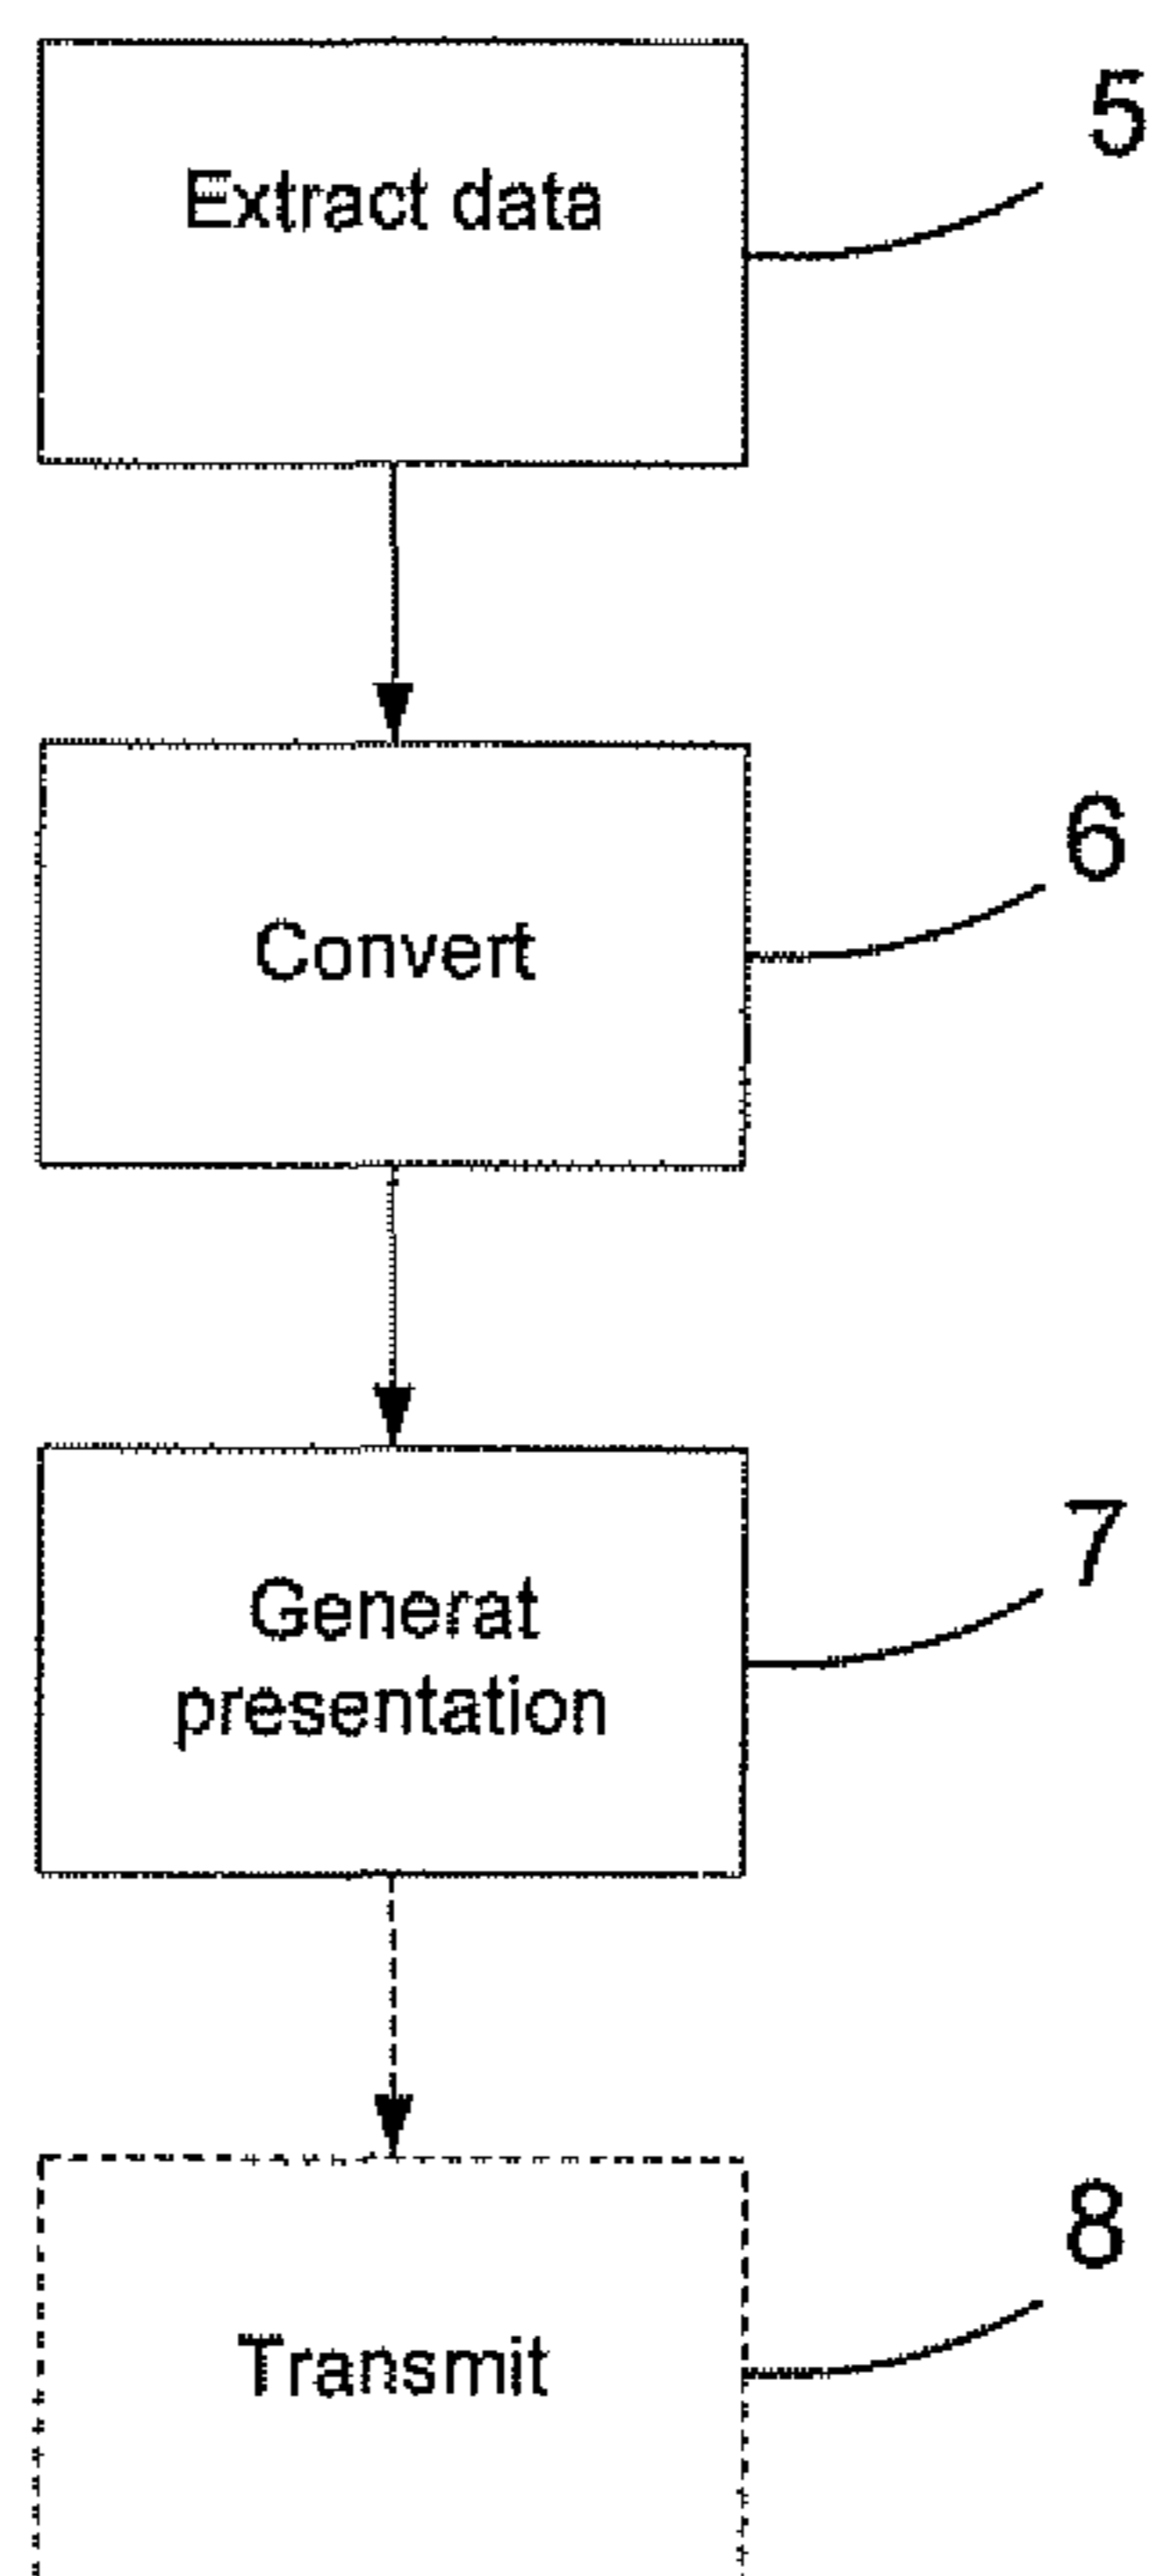 Extract data
5
Convert
6
Generat
presentation
7
Transmit
8